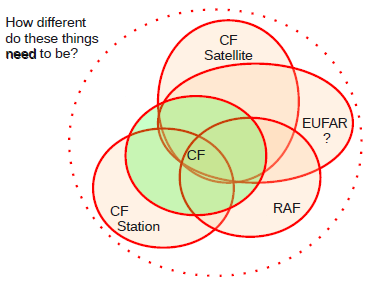 How different
do these things
need to be?
CF
Satellite
EUFAR
?
CF
RAF
CF
Station